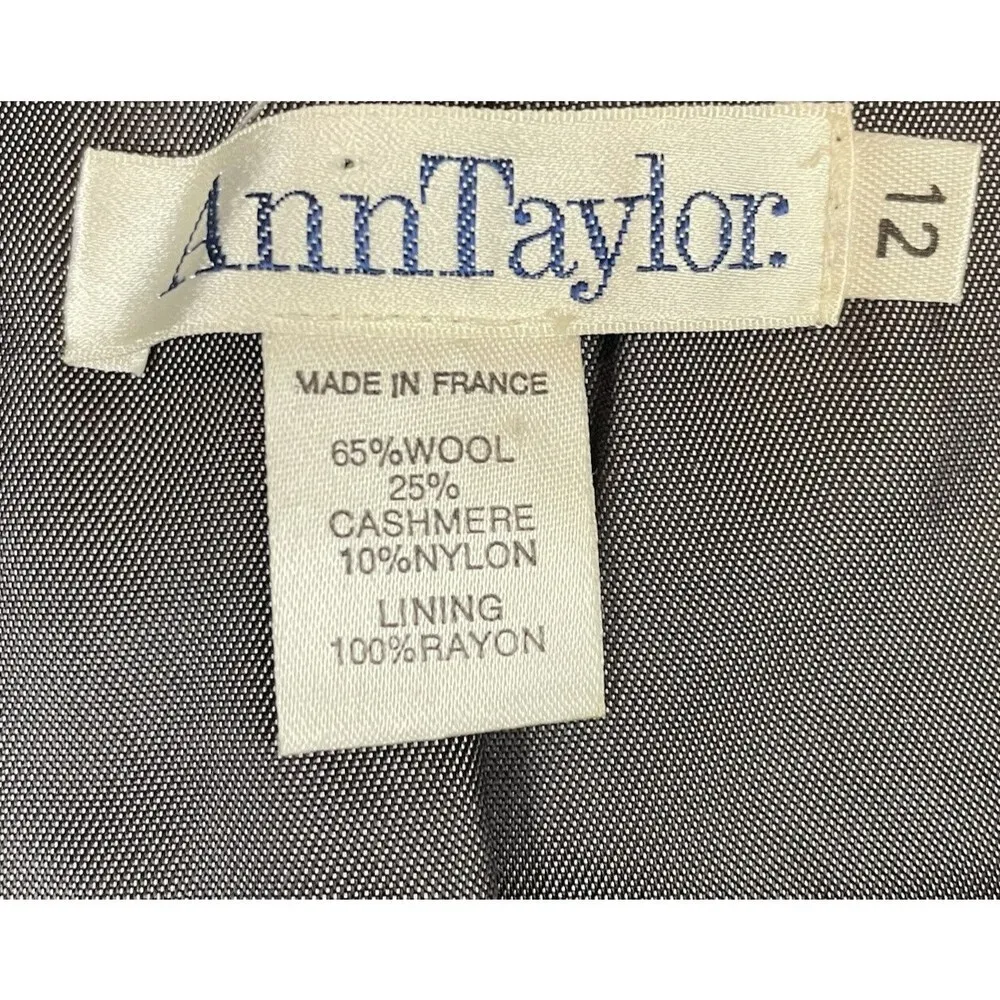 AnnTaylor.
12
MADE IN FRANCE
65%WOOL
25%
CASHMERE
10%NYLON
LINING
100%RAYON